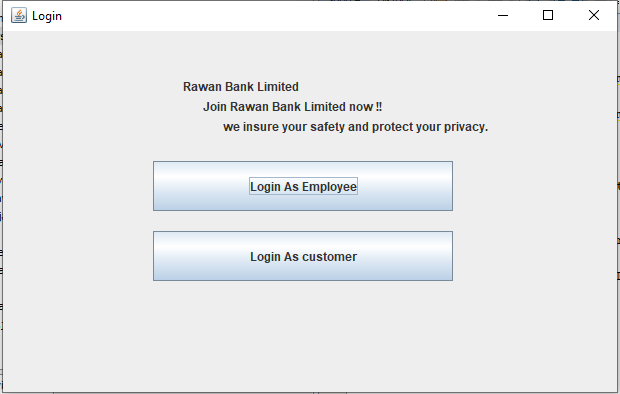 Login
Rawan Bank Limited
Join Rawan Bank Limited now !!
we insure your safety and protect your privacy.
Login As Employee
Login As customer